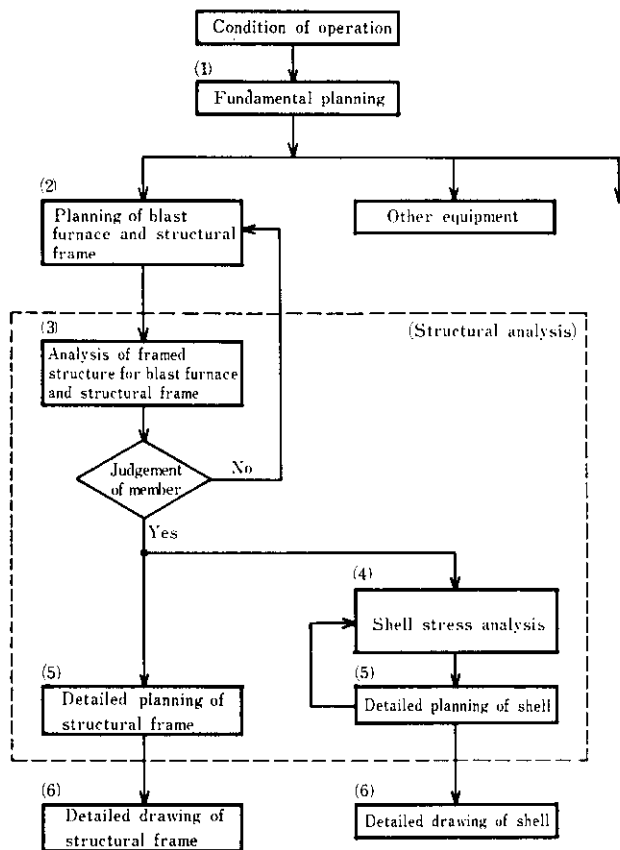 Condition of operation
(1)
Fundamental planning
(2)
Planning of blast
furnace and structural
frame
Other equipment
(Structural analysis)
(3)
Analysis of framed
structure for blast furnace
and structural frame
Judgement
of member
No
Yes
(4)
Shell stress analysis
(5)
Detailed planning of
structural frame
(5)
Detailed planning of shell
(6)
Detailed drawing of
structural frame
(6)
Detailed drawing of shell